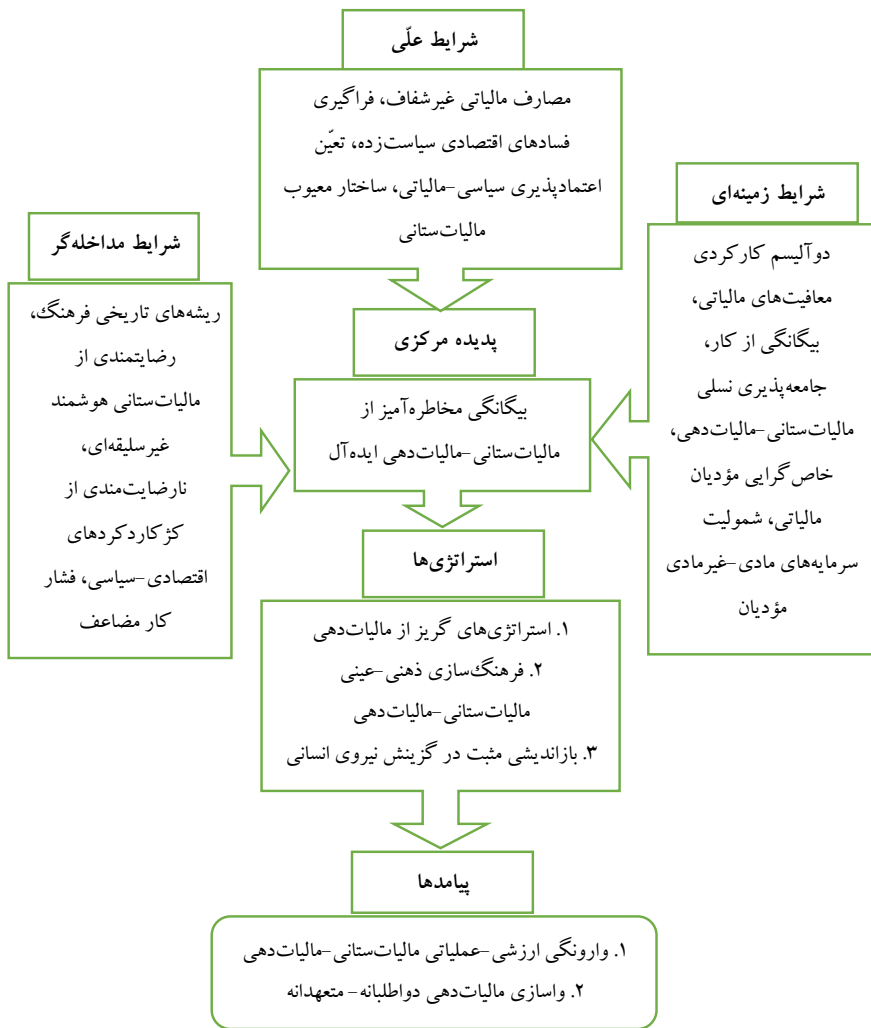 شرایط علّی
مصارف مالیاتی غیرشفاف، فراگیری
فسادهای اقتصادی سیاست‌زده، تعیّن
اعتمادپذیری سیاسی-مالیاتی، ساختار معیوب
مالیات‌ستانی
شرایط زمینه‌ای
دوآلیسم کارکردی
معافیت‌های مالیاتی،
بیگانگی از کار،
جامعه‌پذیری نسلی
مالیات‌ستانی-مالیات‌دهی،
خاص‌گرایی مؤدیان
مالیاتی، شمولیت
سرمایه‌های مادی-غیرمادی
مؤدیان
شرایط مداخله‌گر
ریشه‌های تاریخی فرهنگ،
رضایتمندی از
مالیات‌ستانی هوشمند
غیرسلیقه‌ای،
نارضایت‌مندی از
کژکاردکردهای
اقتصادی-سیاسی، فشار
کار مضاعف
پدیده مرکزی
بیگانگی مخاطره‌آمیز از
مالیات‌ستانی-مالیات‌دهی ایده‌آل
استراتژی‌ها
۱. استراتژی‌های گریز از مالیات‌دهی
۲. فرهنگ‌سازی ذهنی-عینی
مالیات‌ستانی-مالیات‌دهی
۳. بازاندیشی مثبت در گزینش نیروی انسانی
پیامدها
۱. وارونگی ارزشی-عملیاتی مالیات‌ستانی-مالیات‌دهی
۲. واسازی مالیات‌دهی دواطلبانه- متعهدانه